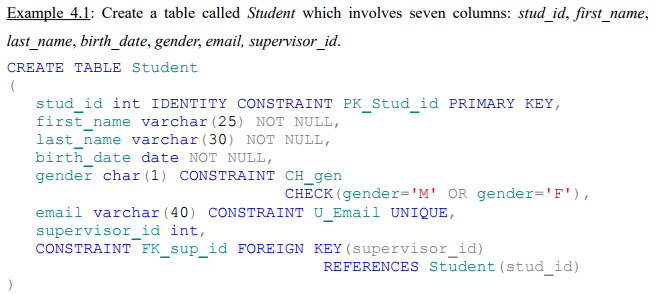 Example 4.1: Create a table called Student which involves seven columns: stud_id, first_name,
last_name, birth_date, gender, email, supervisor_id.
CREATE TABLE Student
(
stud_id int IDENTITY CONSTRAINT PK_Stud_id PRIMARY KEY,
first_name varchar(25) NOT NULL,
last_name varchar(30) NOT NULL,
birth_date date NOT NULL,
gender char(1) CONSTRAINT CH_gen
CHECK(gender='M' OR gender='F'),
email varchar(40) CONSTRAINT U_Email UNIQUE,
supervisor_id int,
CONSTRAINT FK_sup_id FOREIGN KEY(supervisor_id)
REFERENCES Student(stud_id)
)